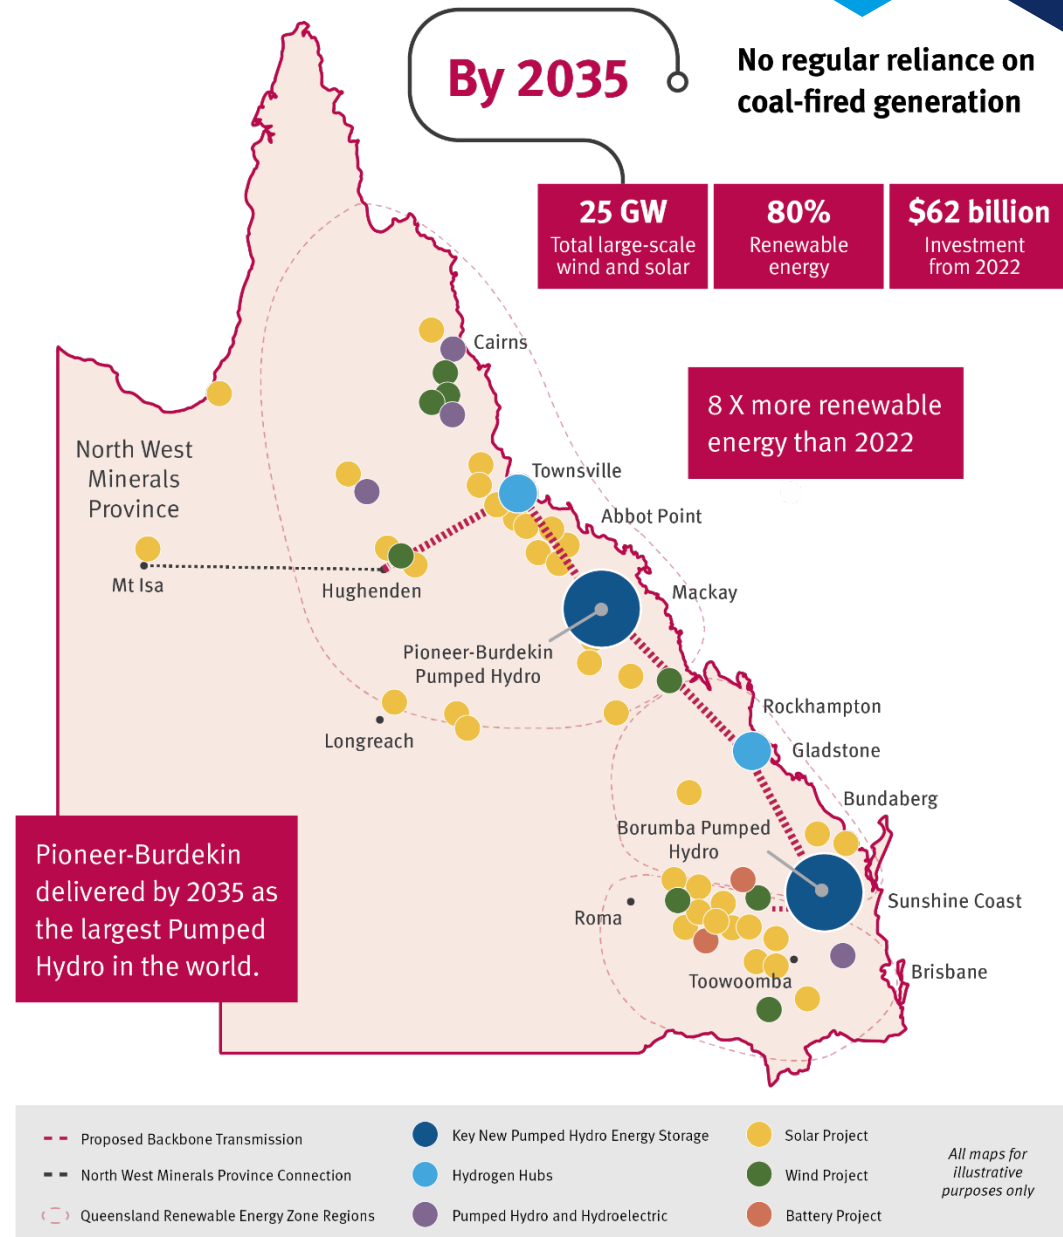 By 2035
No regular reliance on
coal-fired generation
25 GW
Total large-scale
wind and solar
80%
Renewable
energy
$62 billion
Investment
from 2022
Cairns
8 X more renewable
energy than 2022
North West
Minerals
Province
Townsville
Abbot Point
Mt Isa
Hughenden
Mackay
Pioneer-Burdekin
Pumped Hydro
Rockhampton
Longreach
Gladstone
Bundaberg
Borumba Pumped
Hydro
Pioneer-Burdekin
delivered by 2035 as
the largest Pumped
Hydro in the world.
Roma
Sunshine Coast
Toowoomba
Brisbane
Proposed Backbone Transmission
North West Minerals Province Connection
Queensland Renewable Energy Zone Regions
Key New Pumped Hydro Energy Storage
Hydrogen Hubs
Pumped Hydro and Hydroelectric
Solar Project
Wind Project
Battery Project
All maps for
illustrative
purposes only